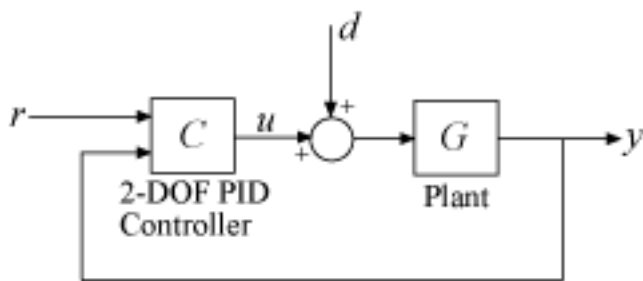 d
r
C
u
+
+
G
y
2-DOF PID
Controller
Plant